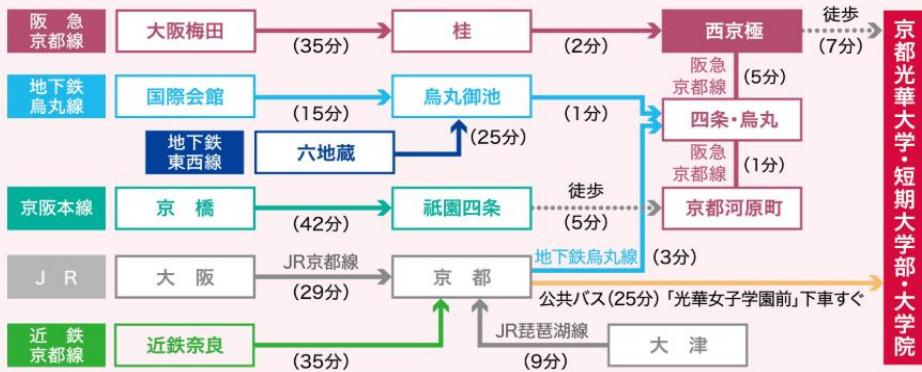 阪急
京都線
大阪梅田
(35分)
桂
(2分)
西京極
徒歩
(7分)
阪急
京都線
(5分)
地下鉄
烏丸線
国際会館
(15分)
烏丸御池
(1分)
四条・烏丸
地下鉄
東西線
六地蔵
(25分)
阪急
京都線
(1分)
京阪本線
京橋
(42分)
祇園四条
徒歩
(5分)
京都河原町
地下鉄烏丸線
(3分)
JR
大阪
JR京都線
(29分)
京都
公共バス(25分)「光華女子学園前」下車すぐ
近鉄
京都線
近鉄奈良
(35分)
JR琵琶湖線
(9分)
大津
京都光華大学・短期大学部・大学院